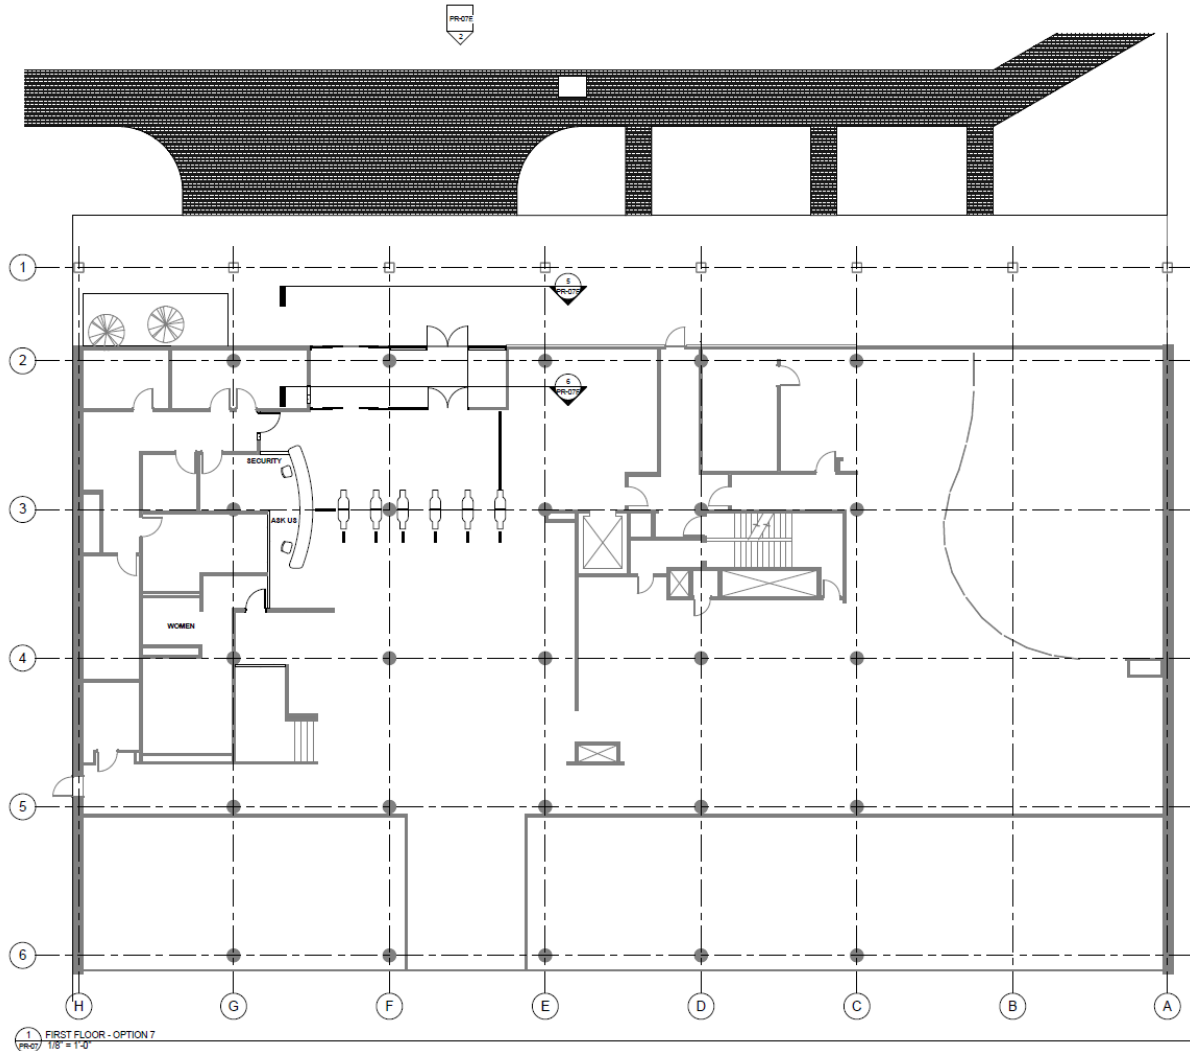 PR-07E
2
1
5
PR-07E
2
6
PR-07E
SECURITY
3
ASK US
WOMEN
4
5
6
H G F E D C B A
1 FIRST FLOOR - OPTION 7
PR-07 1/8" = 1'-0"